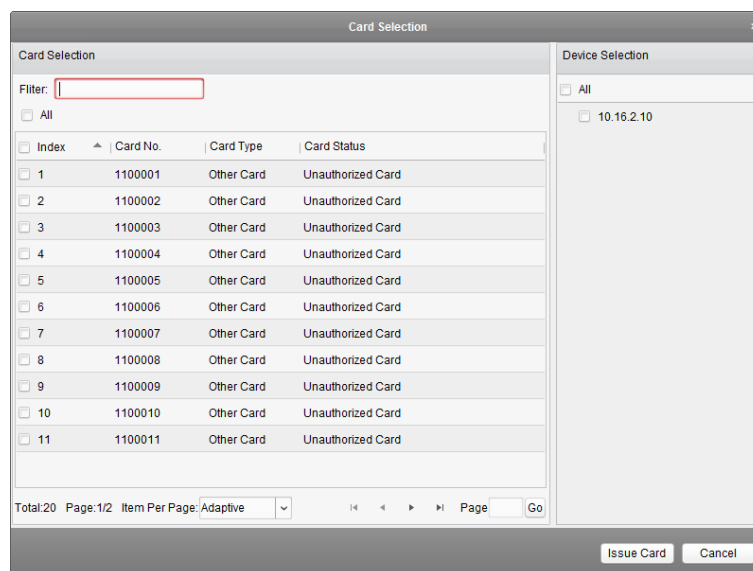 Card Selection
Card Selection
Device Selection
Fliter:
All
All
10.16.2.10
Index Card No. Card Type Card Status
1 1100001 Other Card Unauthorized Card
2 1100002 Other Card Unauthorized Card
3 1100003 Other Card Unauthorized Card
4 1100004 Other Card Unauthorized Card
5 1100005 Other Card Unauthorized Card
6 1100006 Other Card Unauthorized Card
7 1100007 Other Card Unauthorized Card
8 1100008 Other Card Unauthorized Card
9 1100009 Other Card Unauthorized Card
10 1100010 Other Card Unauthorized Card
11 1100011 Other Card Unauthorized Card
Total:20 Page:1/2 Item Per Page: Adaptive Page Go
Issue Card Cancel